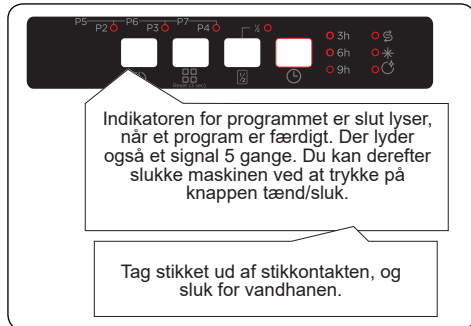 P5 P6 P7
P2 P3 P4 ½
3h
6h
9h
½
Reset (3 sec)
Indikatoren for programmet er slut lyser,
når et program er færdigt. Der lyder
også et signal 5 gange. Du kan derefter
slukke maskinen ved at trykke på
knappen tænd/sluk.
Tag stikket ud af stikkontakten, og
sluk for vandhanen.